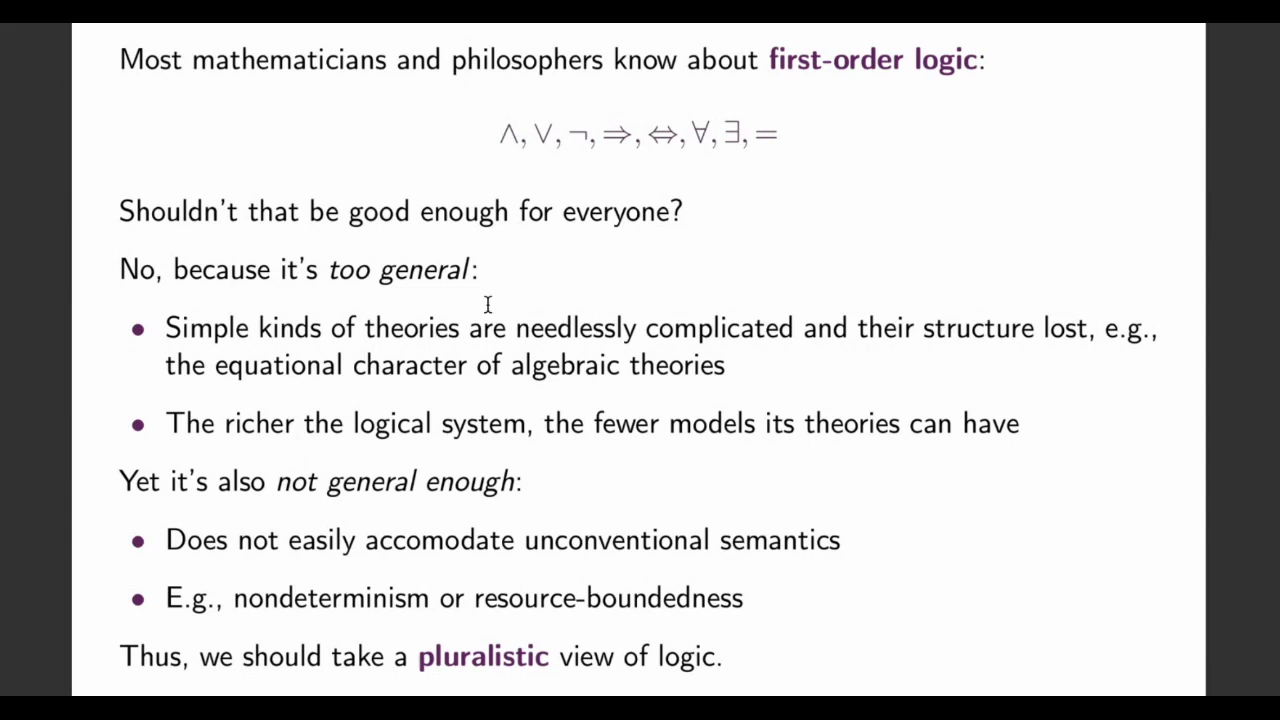 Most mathematicians and philosophers know about first-order logic:
∧, ∨, ¬, ⇒, ⇔, ∀, ∃, =
Shouldn't that be good enough for everyone?
No, because it's too general:
• Simple kinds of theories are needlessly complicated and their structure lost, e.g.,
the equational character of algebraic theories
• The richer the logical system, the fewer models its theories can have
Yet it's also not general enough:
• Does not easily accomodate unconventional semantics
• E.g., nondeterminism or resource-boundedness
Thus, we should take a pluralistic view of logic.